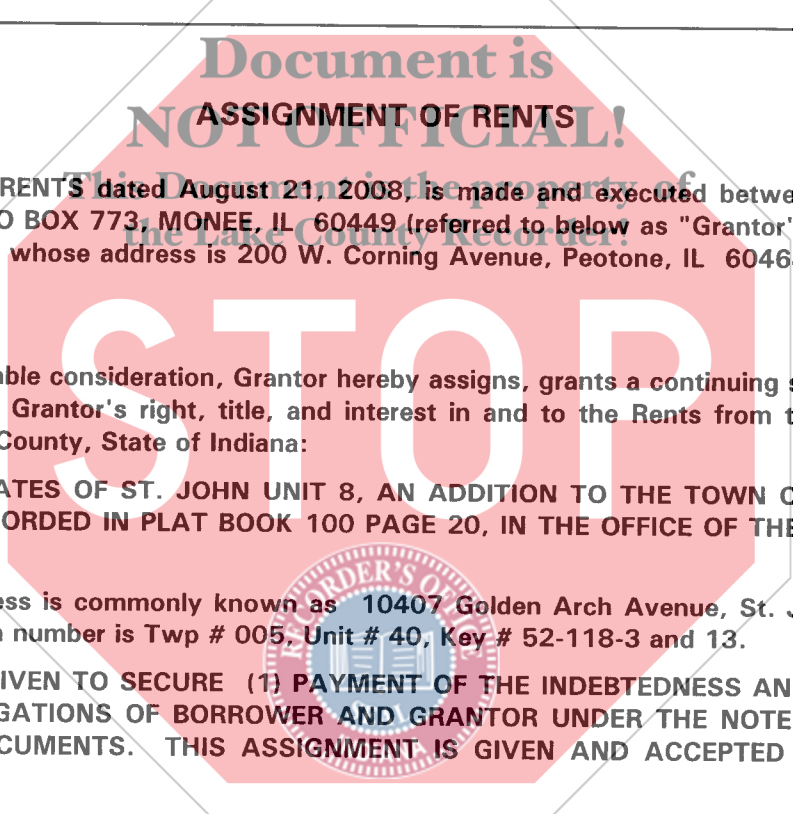 Document is
ASSIGNMENT OF RENTS
NOT OFFICIAL!
This Document is the property of
RENTS dated August 21, 2008, is made and executed betwe
O BOX 773, MONEE, IL 60449 (referred to below as "Grantor"
the Lake County Recorder!
whose address is 200 W. Corning Avenue, Peotone, IL 6046
STOP
able consideration, Grantor hereby assigns, grants a continuing s
Grantor's right, title, and interest in and to the Rents from t
County, State of Indiana:
ATES OF ST. JOHN UNIT 8, AN ADDITION TO THE TOWN O
ORDED IN PLAT BOOK 100 PAGE 20, IN THE OFFICE OF THE
RECORDER'S OFFICE
ess is commonly known as 10407 Golden Arch Avenue, St. J
n number is Twp # 005, Unit # 40, Key # 52-118-3 and 13.
IVEN TO SECURE (1) PAYMENT OF THE INDEBTEDNESS AN
GATIONS OF BORROWER AND GRANTOR UNDER THE NOTE
SEAL
CUMENTS. THIS ASSIGNMENT IS GIVEN AND ACCEPTED
INDIANA